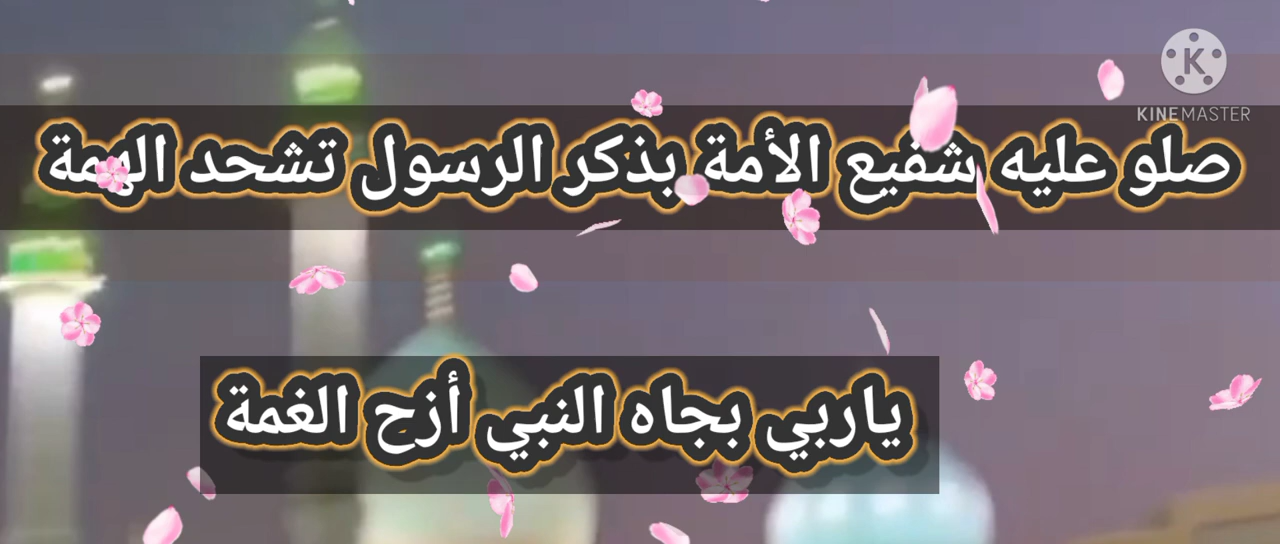 KINEMASTER
صلو عليه شفيع الأمة بذكر الرسول تشحد الهمة
ياربي بجاه النبي أزح الغمة